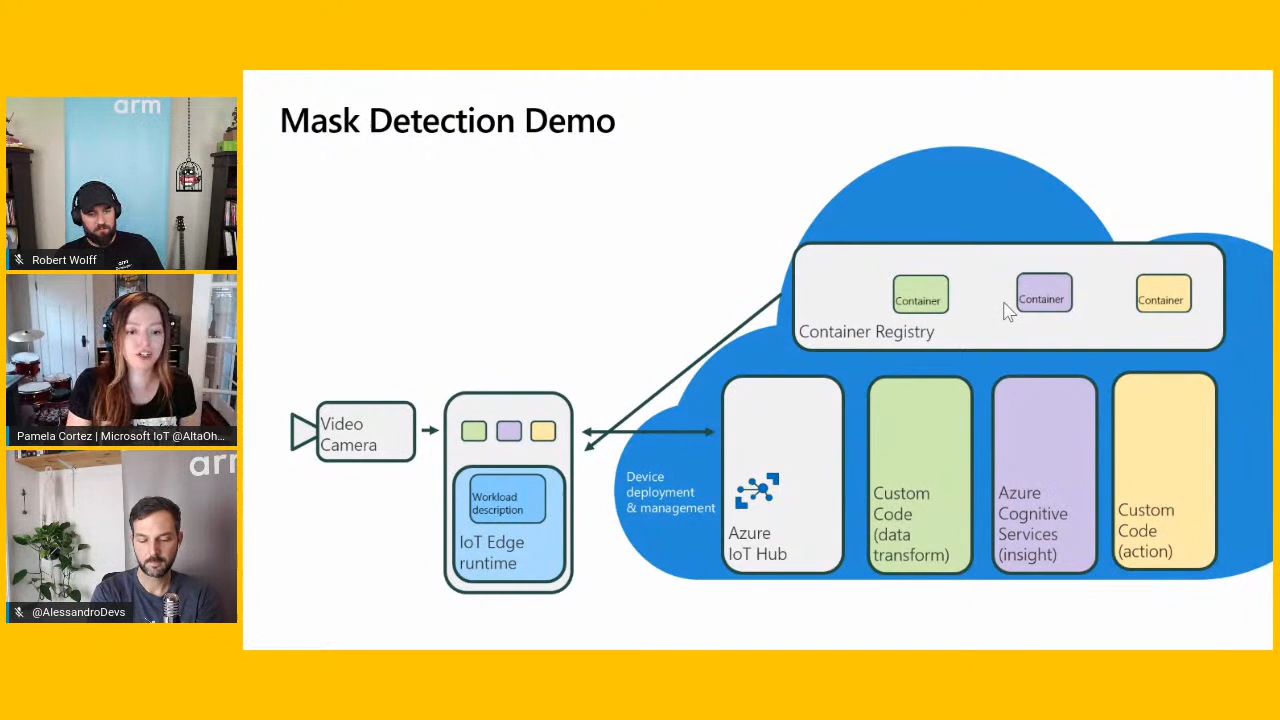 arm
Robert Wolff
Pamela Cortez | Microsoft IoT @AltaOh...
arm
@AlessandroDevs
Mask Detection Demo
Container
Container
Container
Container Registry
Video
Camera
Workload
description
IoT Edge
runtime
Device
deployment
& management
Azure
IoT Hub
Custom
Code
(data
transform)
Azure
Cognitive
Services
(insight)
Custom
Code
(action)